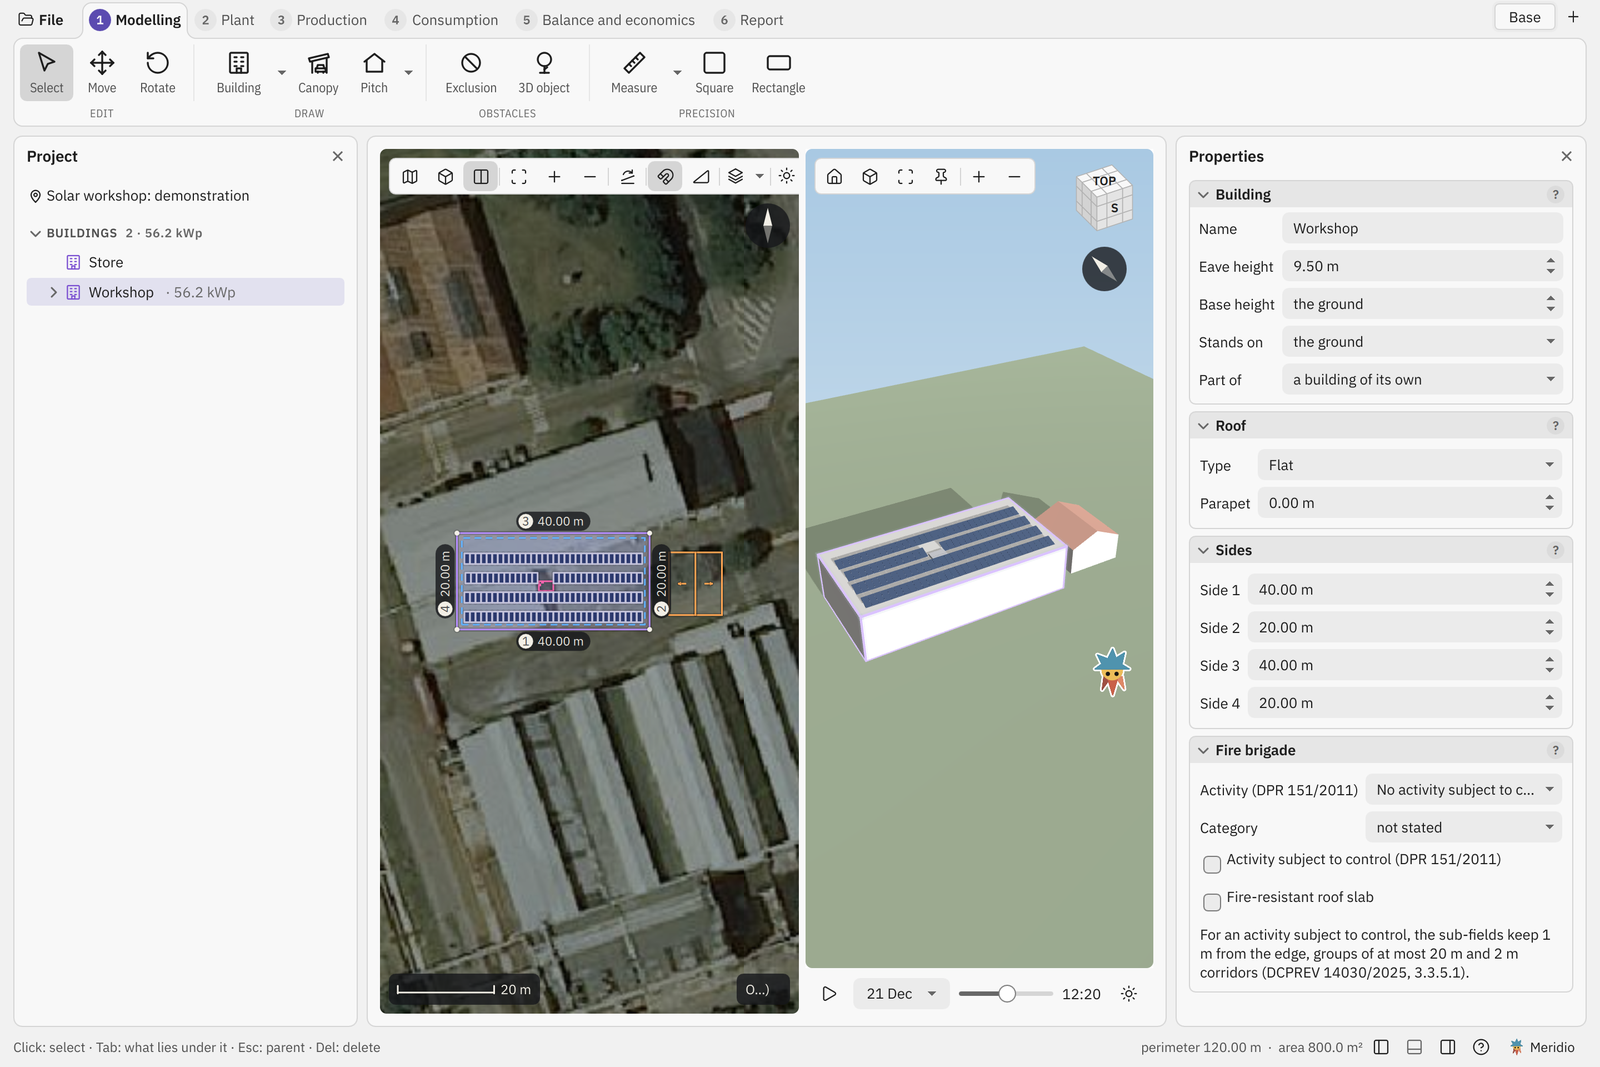 File
1 Modelling
2 Plant
3 Production
4 Consumption
5 Balance and economics
6 Report
Base
Select
Move
Rotate
Building
Canopy
Pitch
Exclusion
3D object
Measure
Square
Rectangle
EDIT
DRAW
OBSTACLES
PRECISION
Project
Solar workshop: demonstration
BUILDINGS 2 · 56.2 kWp
Store
Workshop · 56.2 kWp
3 40.00 m
4 20.00 m
2 20.00 m
1 40.00 m
20 m
O...)
TOP
S
21 Dec
12:20
Properties
Building ?
Name Workshop
Eave height 9.50 m
Base height the ground
Stands on the ground
Part of a building of its own
Roof ?
Type Flat
Parapet 0.00 m
Sides ?
Side 1 40.00 m
Side 2 20.00 m
Side 3 40.00 m
Side 4 20.00 m
Fire brigade ?
Activity (DPR 151/2011) No activity subject to c...
Category not stated
Activity subject to control (DPR 151/2011)
Fire-resistant roof slab
For an activity subject to control, the sub-fields keep 1
m from the edge, groups of at most 20 m and 2 m
corridors (DCPREV 14030/2025, 3.3.5.1).
Click: select · Tab: what lies under it · Esc: parent · Del: delete
perimeter 120.00 m · area 800.0 m²
Meridio